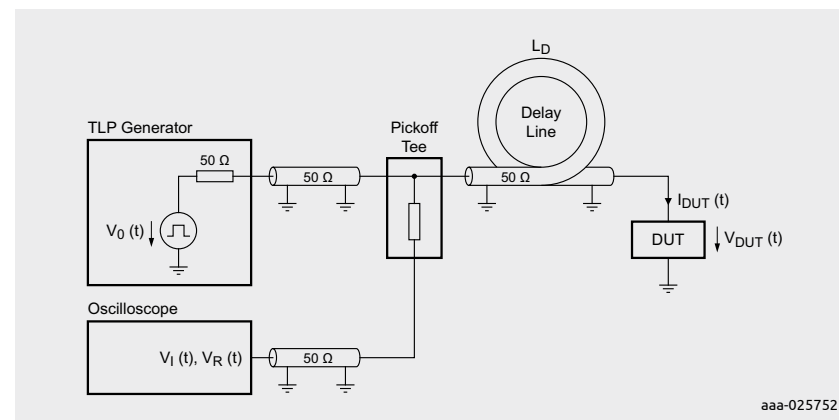 L_D
Delay
Line
TLP Generator
Pickoff
Tee
50 Ω
50 Ω
50 Ω
I_DUT (t)
V_0 (t)
DUT
V_DUT (t)
Oscilloscope
V_I (t), V_R (t)
50 Ω
aaa-025752